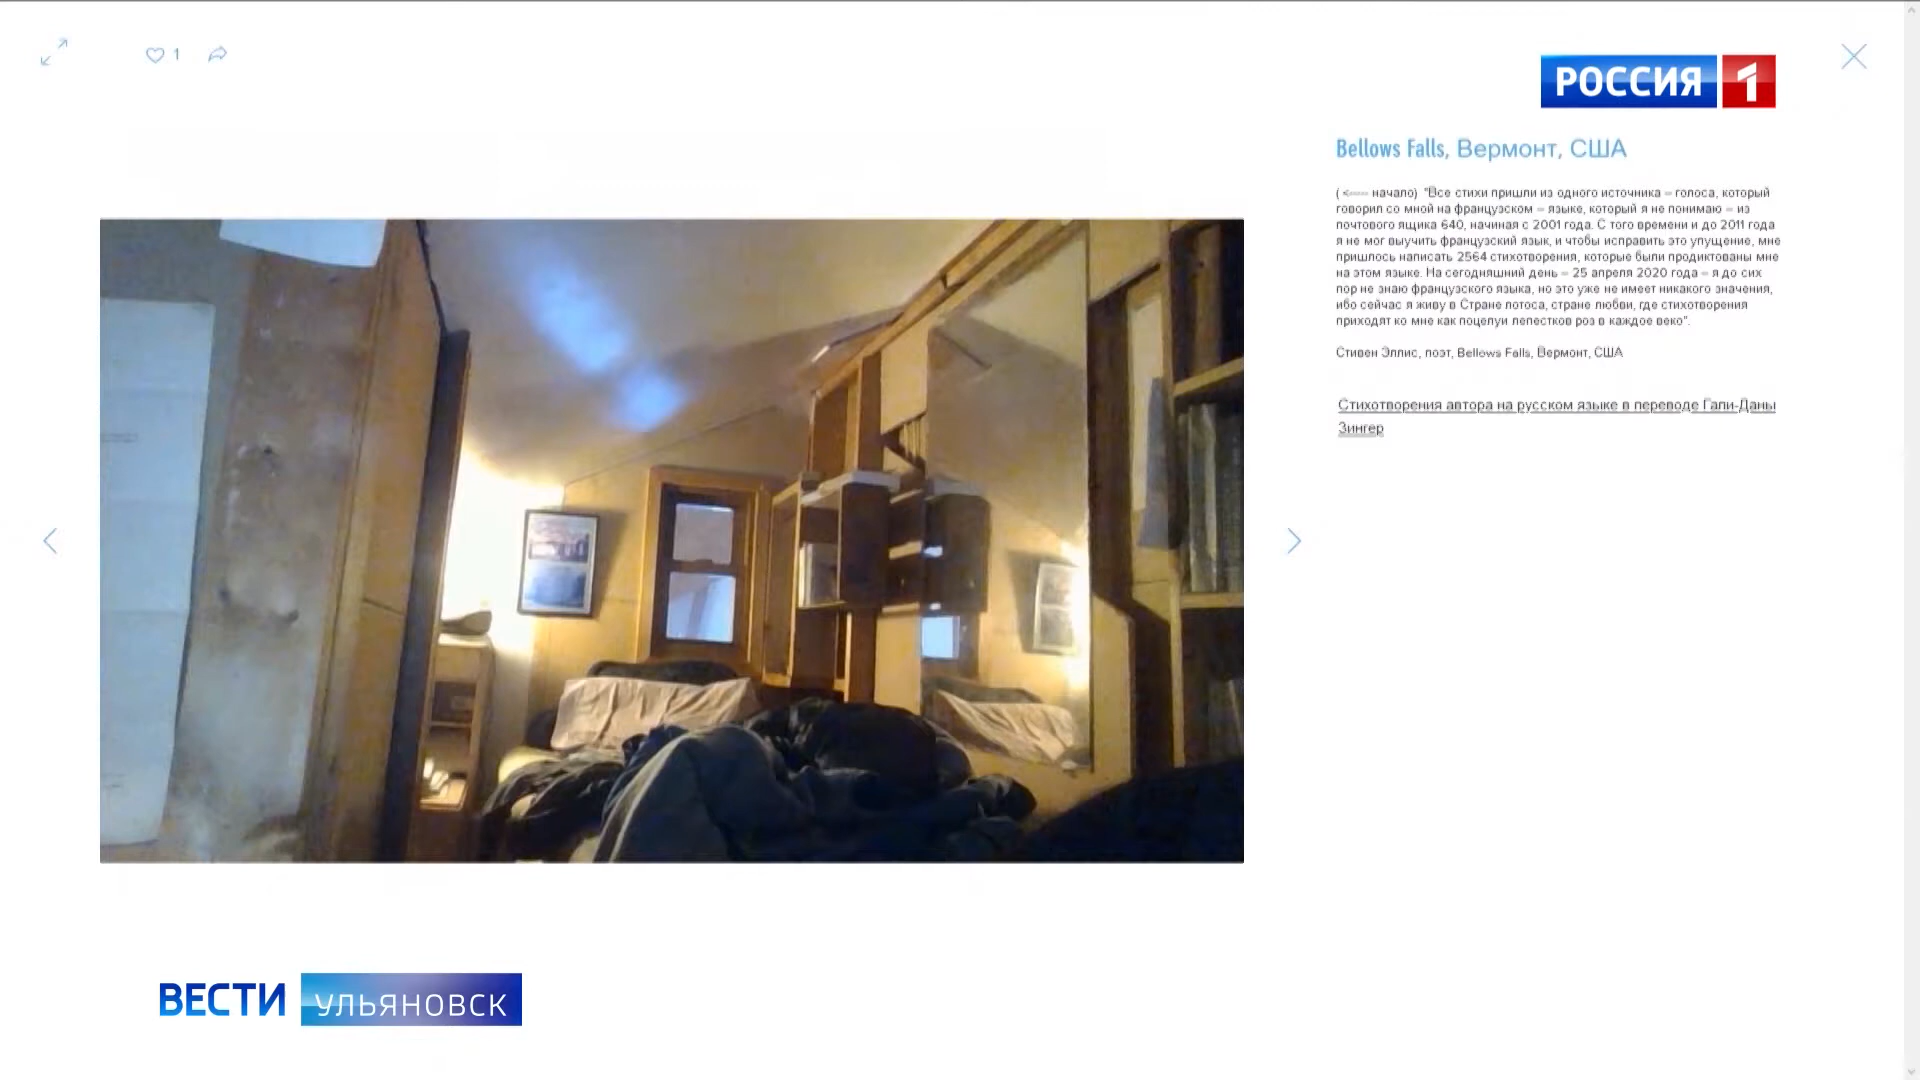 1
РОССИЯ 1
Bellows Falls, Вермонт, США
( <----- начало) "Все стихи пришли из одного источника – голоса, который
говорил со мной на французском – языке, который я не понимаю – из
почтового ящика 640, начиная с 2001 года. С того времени и до 2011 года
я не мог выучить французский язык, и чтобы исправить это упущение, мне
пришлось написать 2564 стихотворения, которые были продиктованы мне
на этом языке. На сегодняшний день – 25 апреля 2020 года – я до сих
пор не знаю французского языка, но это уже не имеет никакого значения,
ибо сейчас я живу в Стране лотоса, стране любви, где стихотворения
приходят ко мне как поцелуи лепестков роз в каждое веко".
Стивен Эллис, поэт, Bellows Falls, Вермонт, США
Стихотворения автора на русском языке в переводе Гали-Даны
Зингер
ВЕСТИ УЛЬЯНОВСК